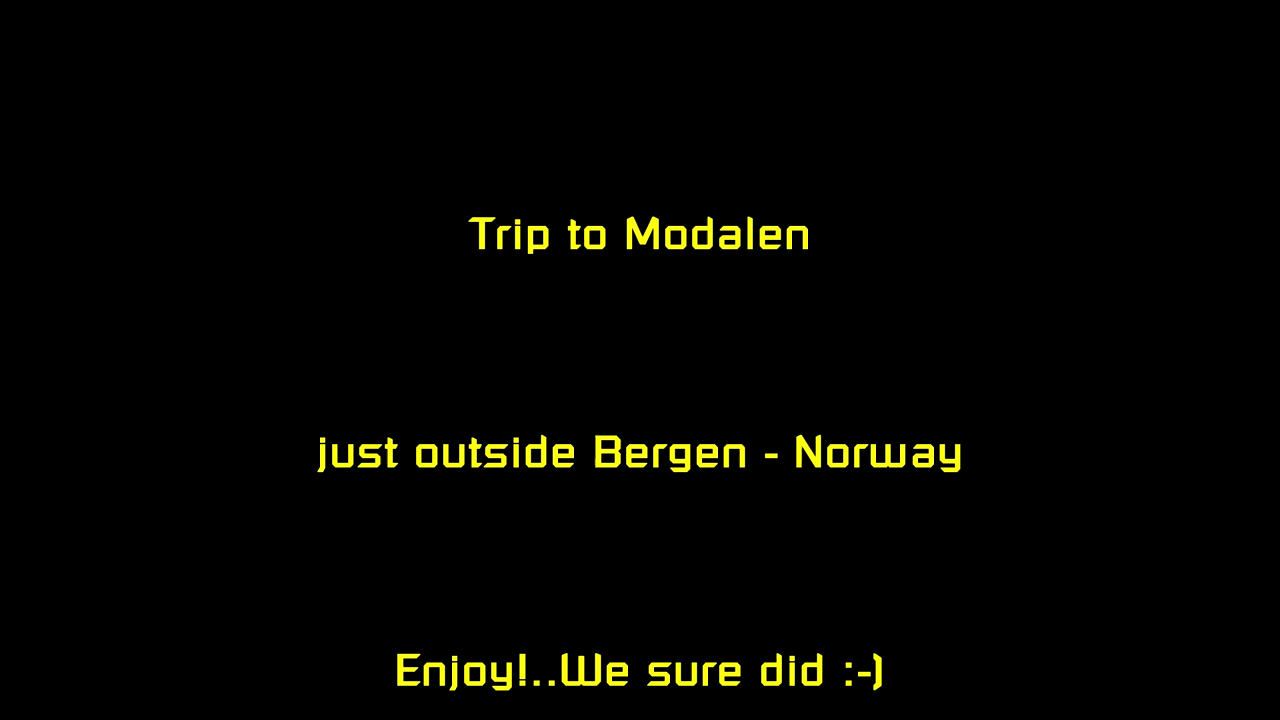 Trip to Modalen
just outside Bergen - Norway
Enjoy!..We sure did :-)